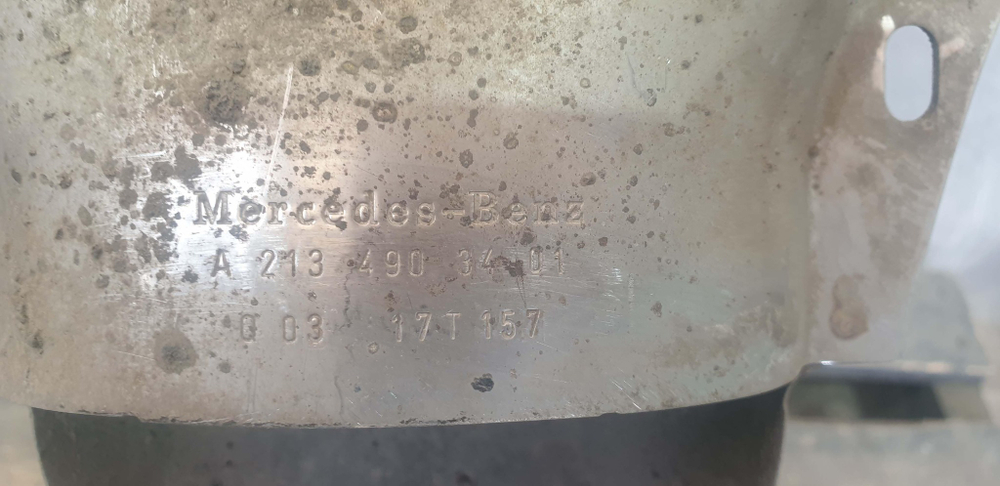 Mercedes-Benz
A 213 490 34 01
G 03 17T 157